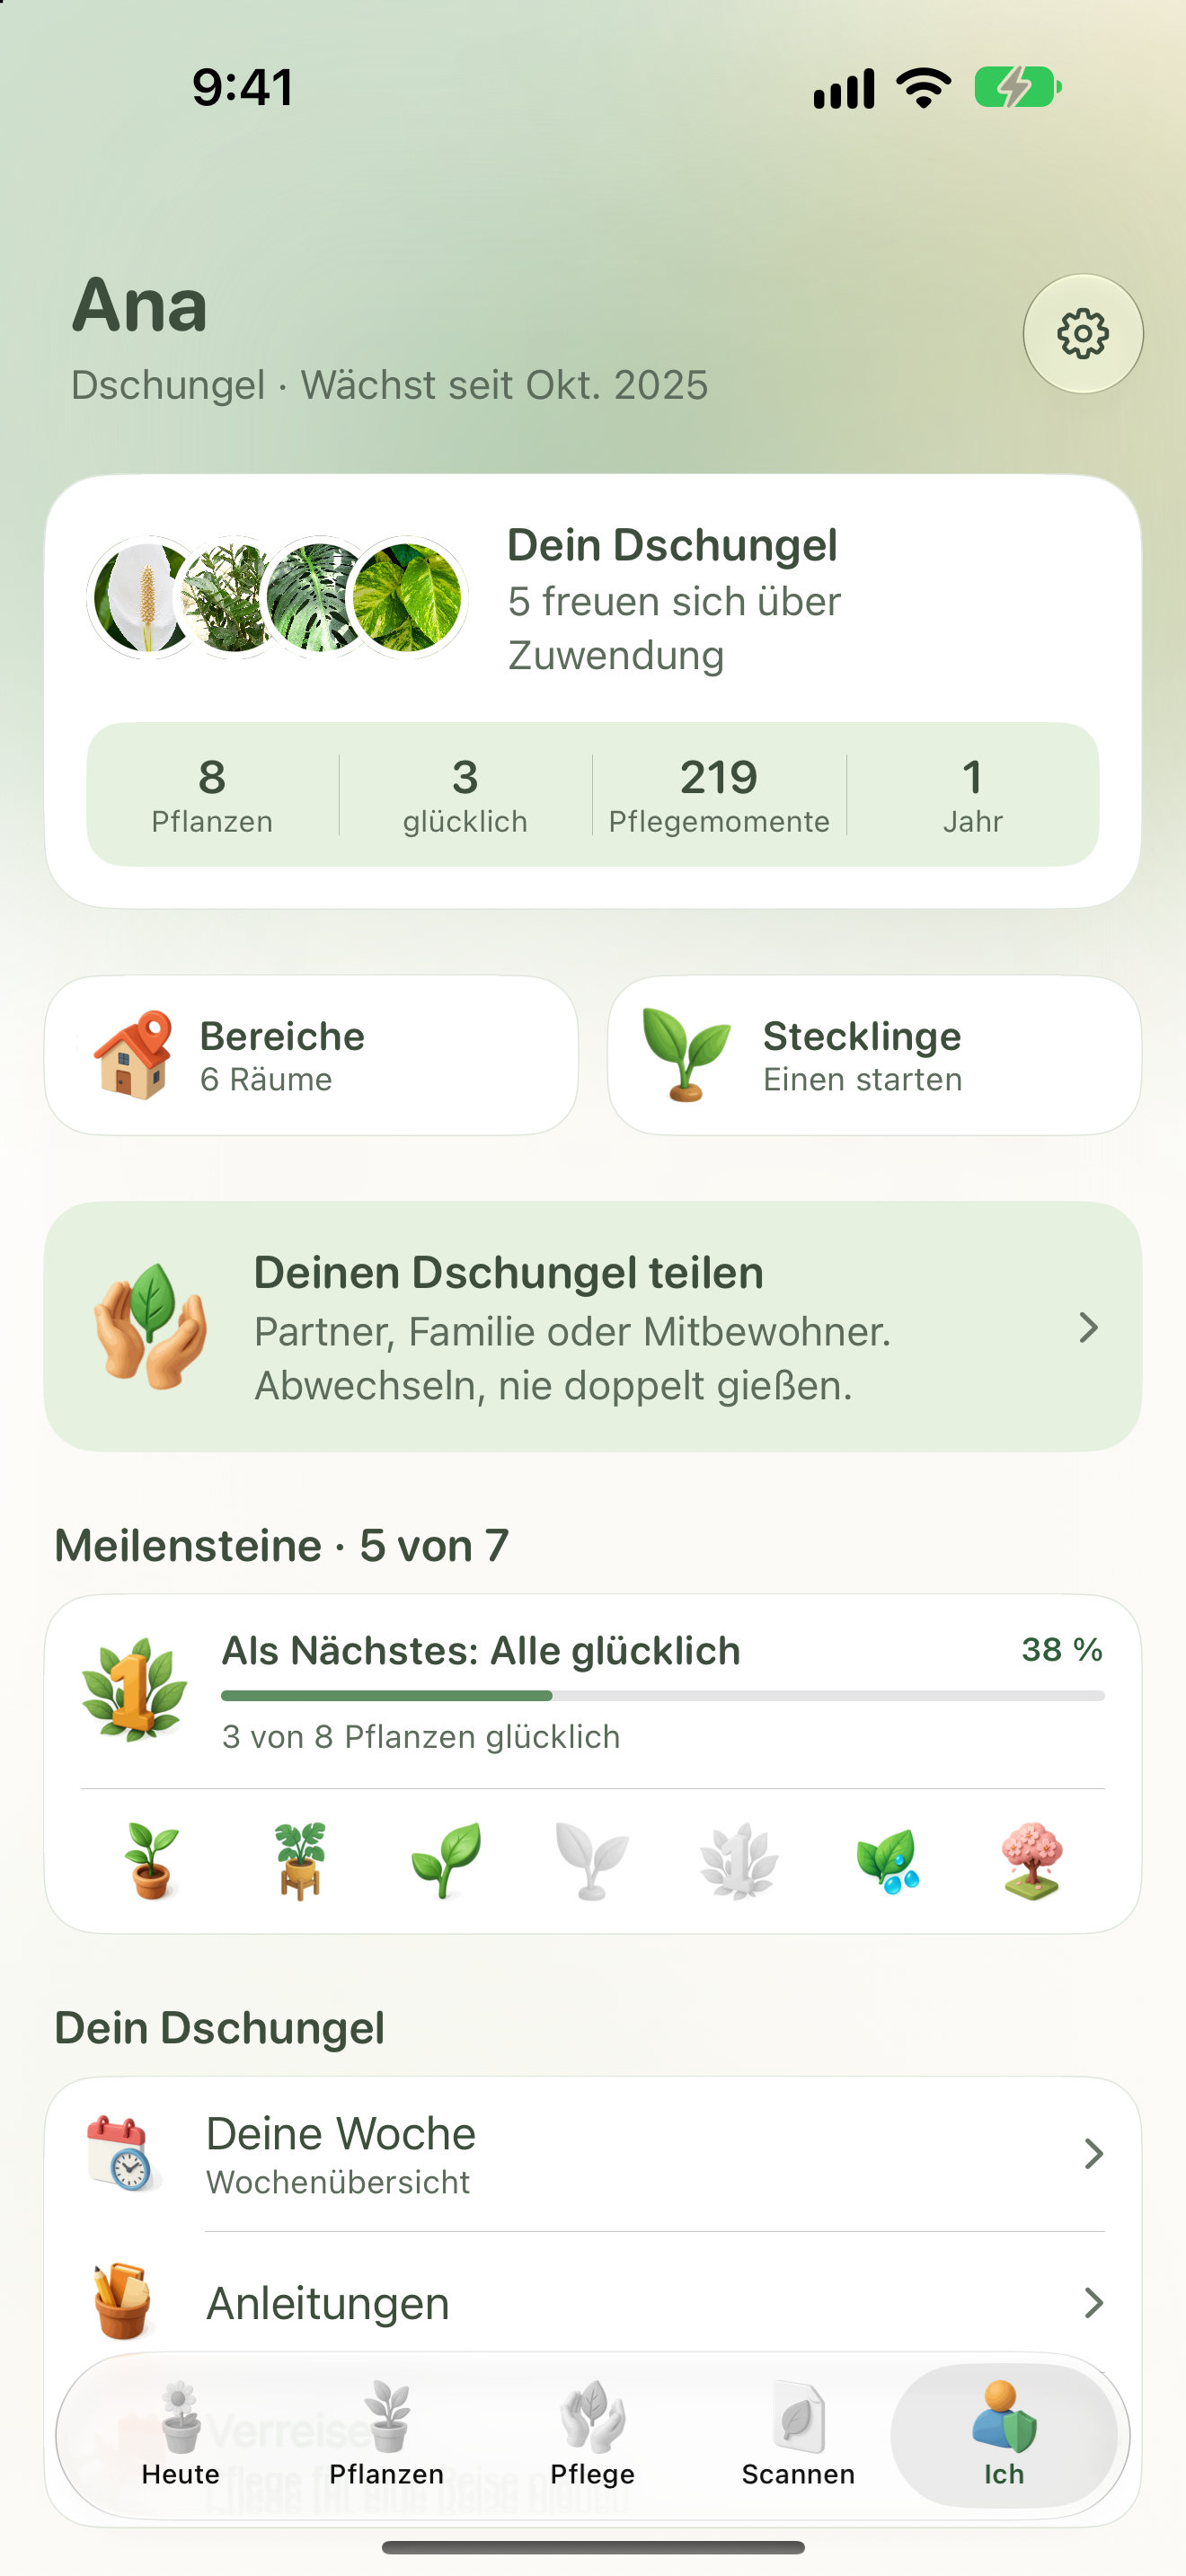 9:41
Ana
Dschungel · Wächst seit Okt. 2025
Dein Dschungel
5 freuen sich über
Zuwendung
8
Pflanzen
3
glücklich
219
Pflegemomente
1
Jahr
Bereiche
6 Räume
Stecklinge
Einen starten
Deinen Dschungel teilen
Partner, Familie oder Mitbewohner.
Abwechseln, nie doppelt gießen.
Meilensteine · 5 von 7
Als Nächstes: Alle glücklich
38 %
3 von 8 Pflanzen glücklich
Dein Dschungel
Deine Woche
Wochenübersicht
Anleitungen
Verreise
Heute
Pflanzen
Pflege
Scannen
Ich